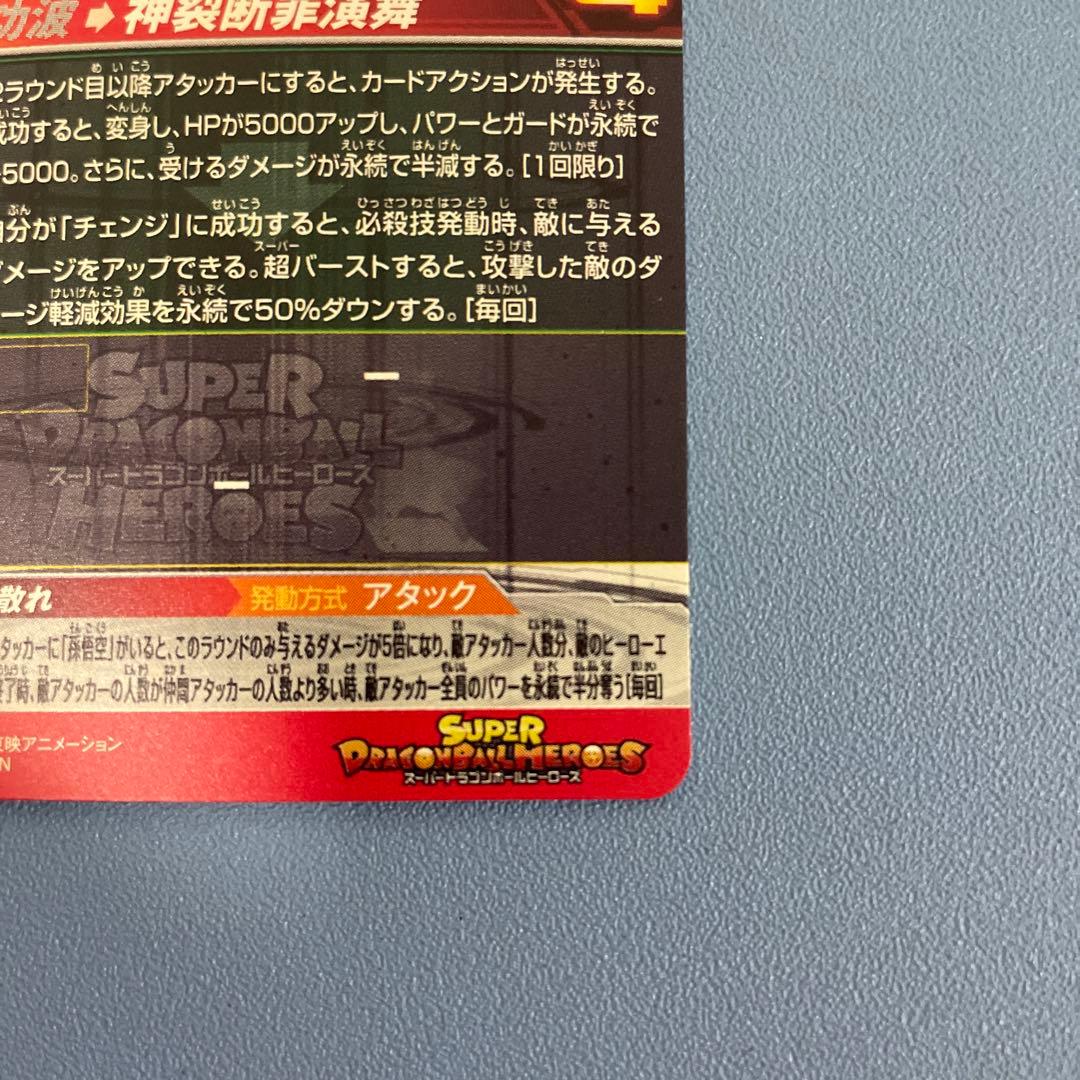 功波➡神裂断罪演舞
2ラウンド目以降アタッカーにすると、カードアクションが発生する。
成功すると、変身し、HPが5000アップし、パワーとガードが永続で
5000。さらに、受けるダメージが永続で半減する。[1回限り]
自分が「チェンジ」に成功すると、必殺技発動時、敵に与える
ダメージをアップできる。超バーストすると、攻撃した敵のダ
ージ軽減効果を永続で50%ダウンする。[毎回]
SUPER
DRAGONBALL
スーパードラゴンボールヒーローズ
HEROES
散れ 発動方式 アタック
タッカーに「孫悟空」がいると、このラウンドのみ与えるダメージが5倍になり、敵アタッカー人数分、敵のヒーローエ
終了時、敵アタッカーの人数が仲間アタッカーの人数より多い時、敵アタッカー全員のパワーを永続で半分奪う[毎回]
東映アニメーション
N
SUPER
DRAGONBALL HEROES
スーパードラゴンボールヒーローズ